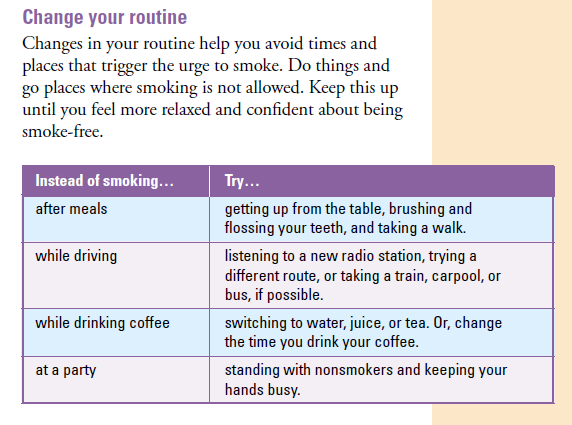 Change your routine
Changes in your routine help you avoid times and
places that trigger the urge to smoke. Do things and
go places where smoking is not allowed. Keep this up
until you feel more relaxed and confident about being
smoke-free.
Instead of smoking… Try…
after meals getting up from the table, brushing and
flossing your teeth, and taking a walk.
while driving listening to a new radio station, trying a
different route, or taking a train, carpool, or
bus, if possible.
while drinking coffee switching to water, juice, or tea. Or, change
the time you drink your coffee.
at a party standing with nonsmokers and keeping your
hands busy.